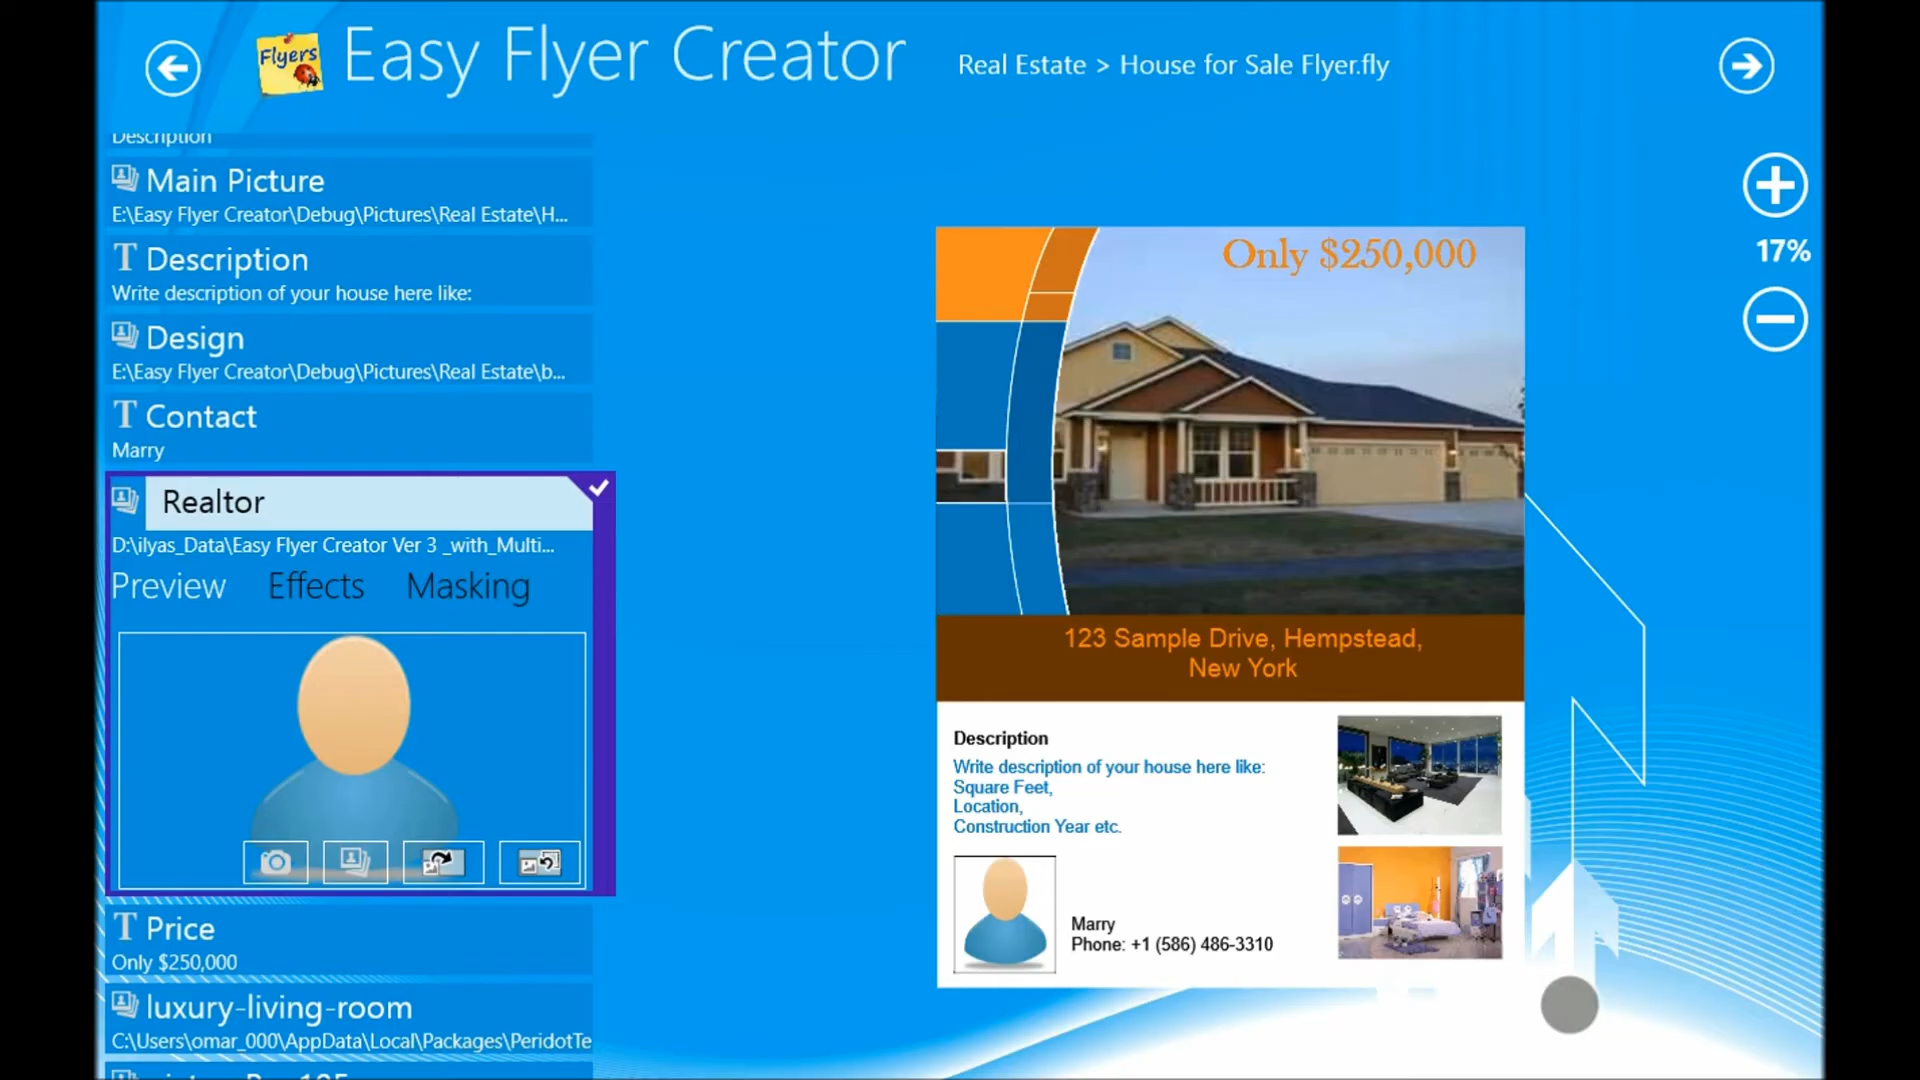 Flyers
Easy Flyer Creator
Real Estate > House for Sale Flyer.fly
Description
Main Picture
E:\Easy Flyer Creator\Debug\Pictures\Real Estate\H...
T Description
Write description of your house here like:
Design
E:\Easy Flyer Creator\Debug\Pictures\Real Estate\b...
T Contact
Marry
Realtor
D:\ilyas_Data\Easy Flyer Creator Ver 3 _with_Multi...
Preview Effects Masking
T Price
Only $250,000
luxury-living-room
C:\Users\omar_000\AppData\Local\Packages\PeridotTe
17%
Only $250,000
123 Sample Drive, Hempstead,
New York
Description
Write description of your house here like:
Square Feet,
Location,
Construction Year etc.
Marry
Phone: +1 (586) 486-3310